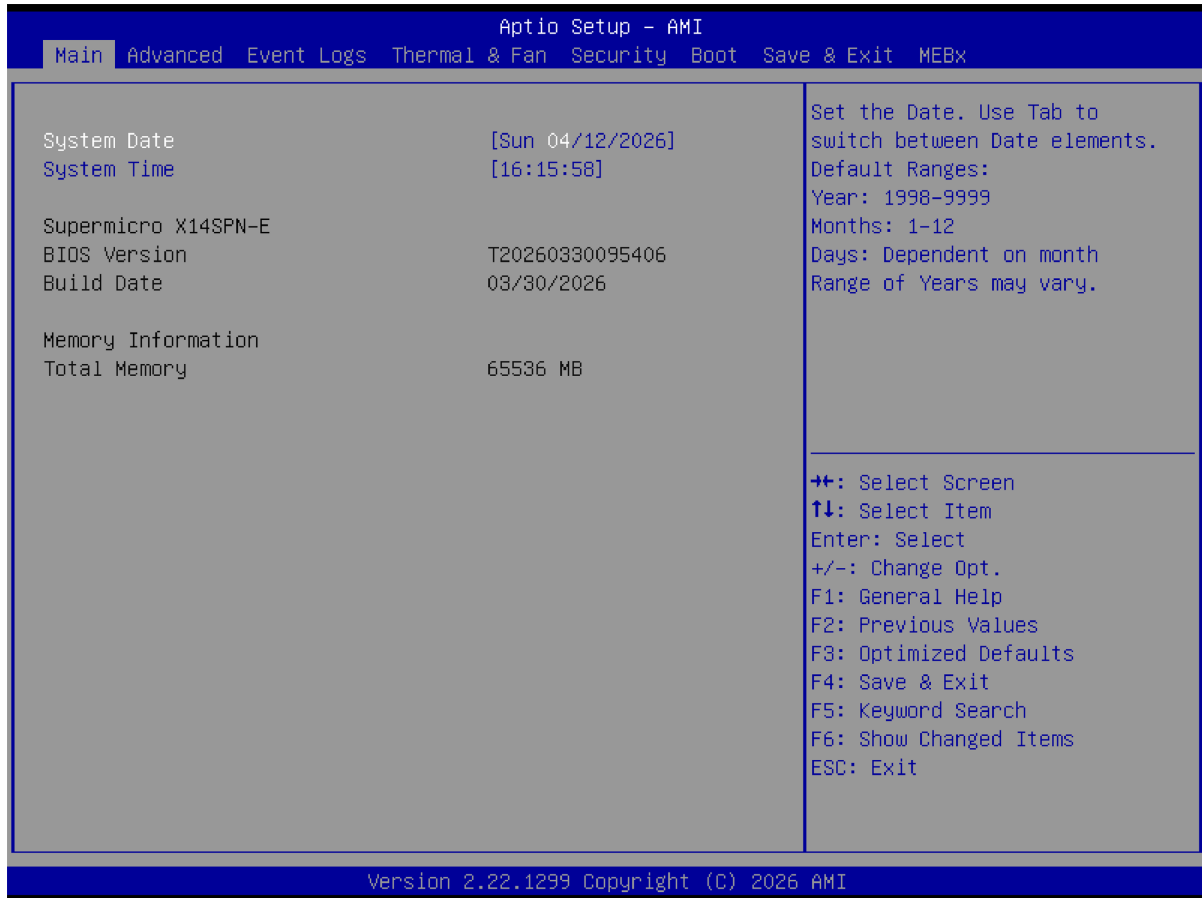 Aptio Setup – AMI
Main Advanced Event Logs Thermal & Fan Security Boot Save & Exit MEBx
System Date [Sun 04/12/2026]
System Time [16:15:58]
Supermicro X14SPN-E
BIOS Version T20260330095406
Build Date 03/30/2026
Memory Information
Total Memory 65536 MB
Set the Date. Use Tab to
switch between Date elements.
Default Ranges:
Year: 1998-9999
Months: 1-12
Days: Dependent on month
Range of Years may vary.
→←: Select Screen
↑↓: Select Item
Enter: Select
+/-: Change Opt.
F1: General Help
F2: Previous Values
F3: Optimized Defaults
F4: Save & Exit
F5: Keyword Search
F6: Show Changed Items
ESC: Exit
Version 2.22.1299 Copyright (C) 2026 AMI